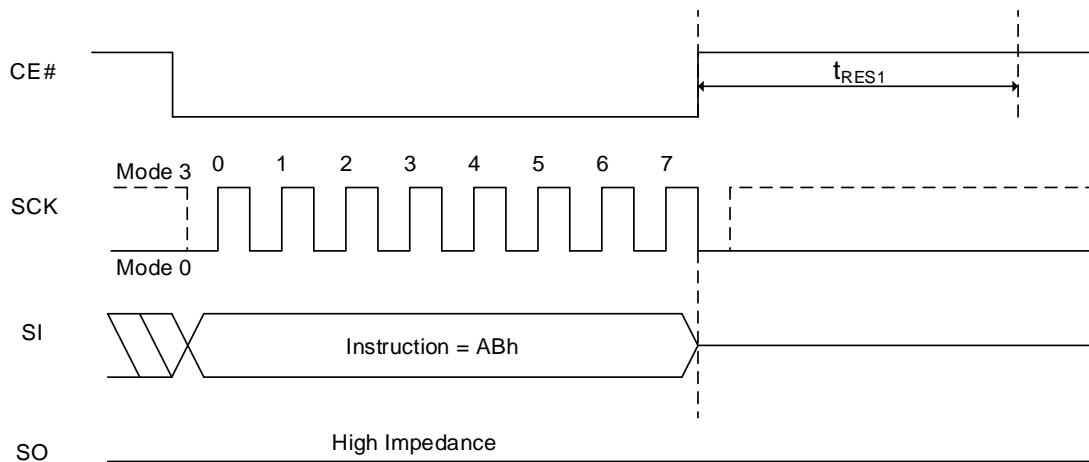 CE#
tRES1
Mode 3
0 1 2 3 4 5 6 7
SCK
Mode 0
SI
Instruction = ABh
High Impedance
SO